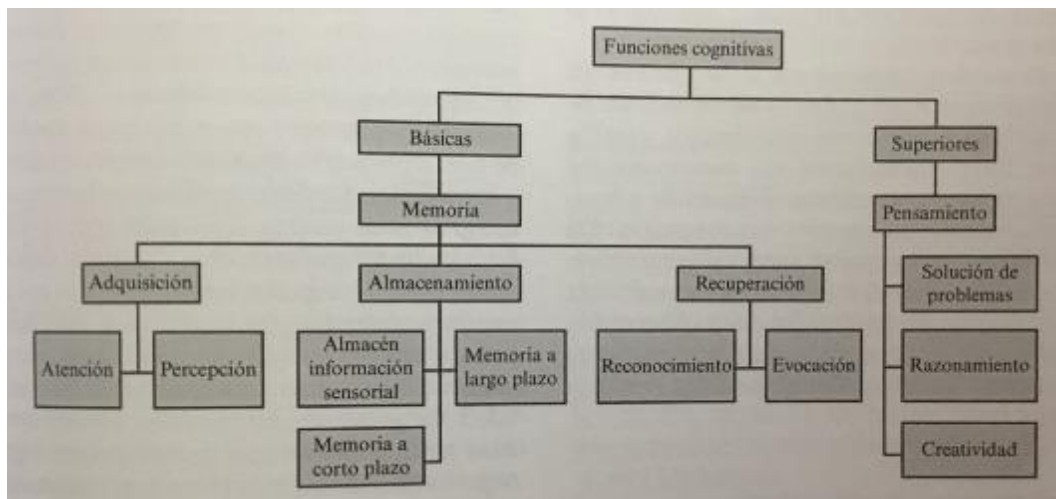 Funciones cognitivas
Básicas
Superiores
Memoria
Pensamiento
Adquisición
Almacenamiento
Recuperación
Solución de
problemas
Atención
Percepción
Almacén
información
sensorial
Memoria a
largo plazo
Reconocimiento
Evocación
Razonamiento
Memoria a
corto plazo
Creatividad